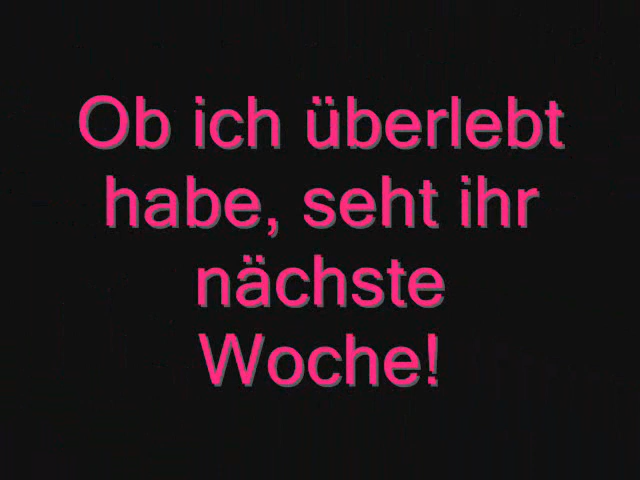 Ob ich überlebt
habe, seht ihr
nächste
Woche!